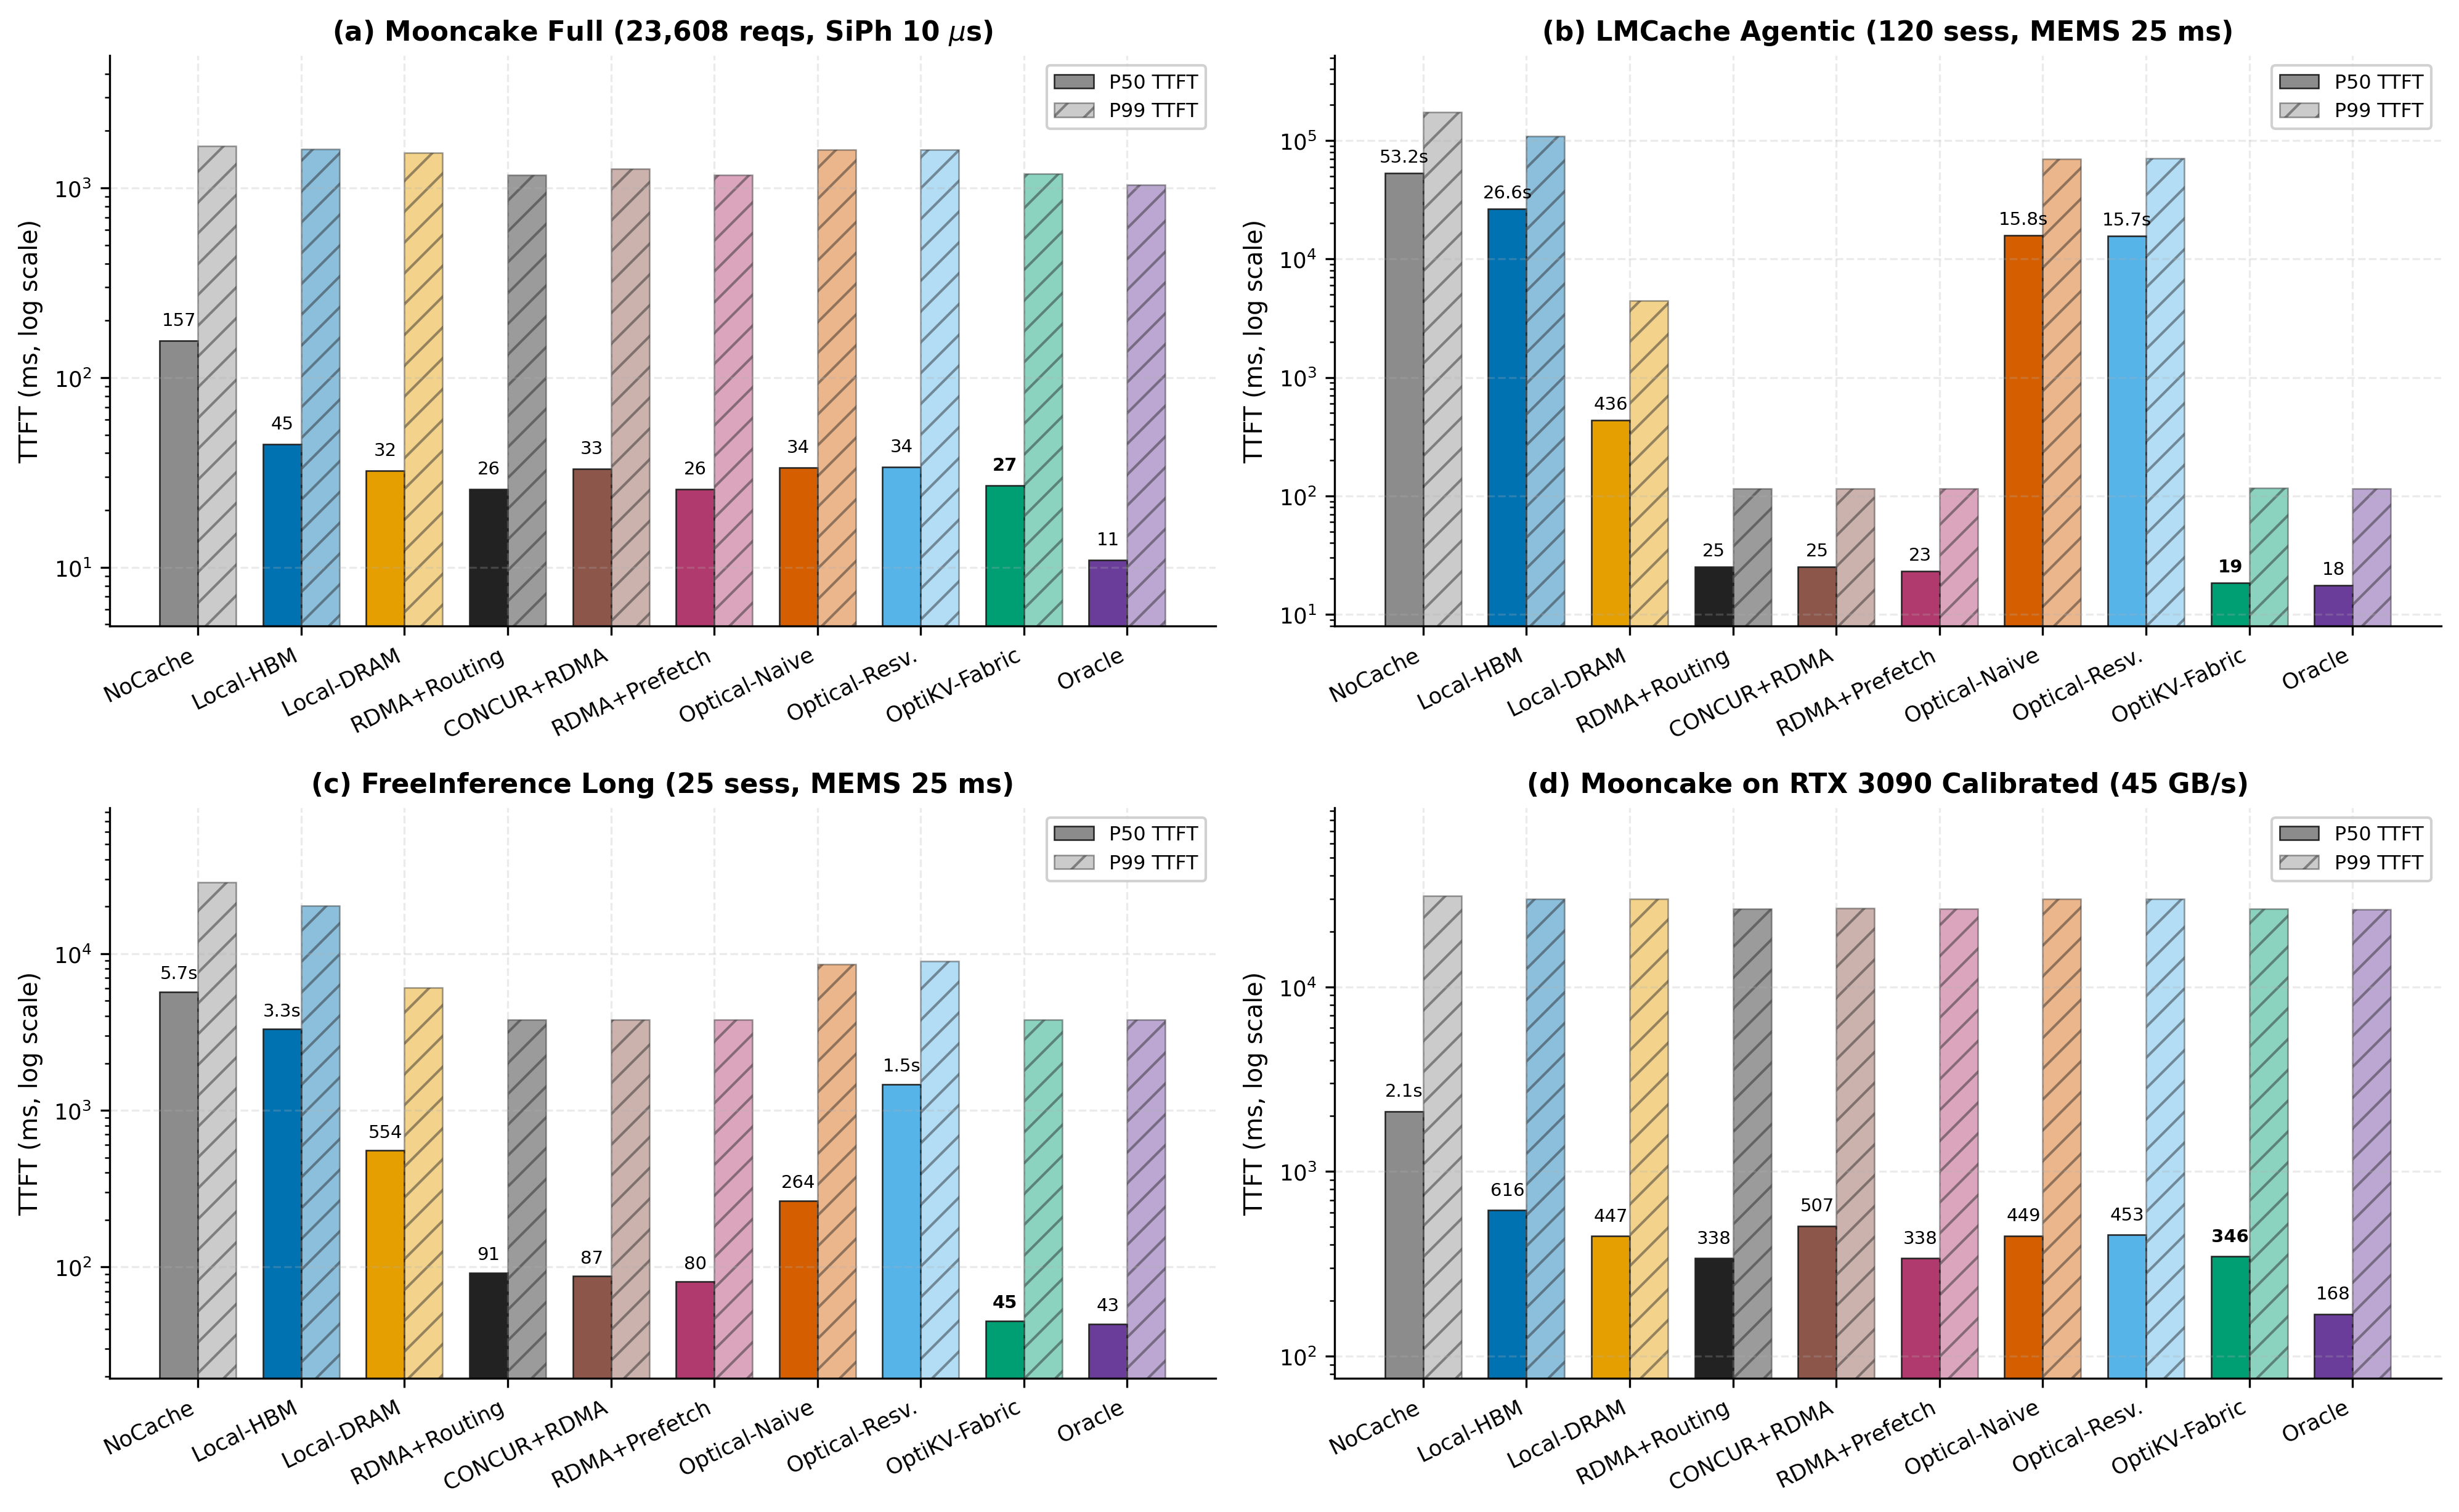 (a) Mooncake Full (23,608 reqs, SiPh 10 μs)
TTFT (ms, log scale)
10³
10²
10¹
P50 TTFT
P99 TTFT
157
45
32
26
33
26
34
34
27
11
NoCache
Local-HBM
Local-DRAM
RDMA+Routing
CONCUR+RDMA
RDMA+Prefetch
Optical-Naive
Optical-Resv.
OptiKV-Fabric
Oracle
(b) LMCache Agentic (120 sess, MEMS 25 ms)
TTFT (ms, log scale)
10⁵
10⁴
10³
10²
10¹
P50 TTFT
P99 TTFT
53.2s
26.6s
436
25
25
23
15.8s
15.7s
19
18
NoCache
Local-HBM
Local-DRAM
RDMA+Routing
CONCUR+RDMA
RDMA+Prefetch
Optical-Naive
Optical-Resv.
OptiKV-Fabric
Oracle
(c) FreeInference Long (25 sess, MEMS 25 ms)
TTFT (ms, log scale)
10⁴
10³
10²
P50 TTFT
P99 TTFT
5.7s
3.3s
554
91
87
80
264
1.5s
45
43
NoCache
Local-HBM
Local-DRAM
RDMA+Routing
CONCUR+RDMA
RDMA+Prefetch
Optical-Naive
Optical-Resv.
OptiKV-Fabric
Oracle
(d) Mooncake on RTX 3090 Calibrated (45 GB/s)
TTFT (ms, log scale)
10⁴
10³
10²
P50 TTFT
P99 TTFT
2.1s
616
447
338
507
338
449
453
346
168
NoCache
Local-HBM
Local-DRAM
RDMA+Routing
CONCUR+RDMA
RDMA+Prefetch
Optical-Naive
Optical-Resv.
OptiKV-Fabric
Oracle